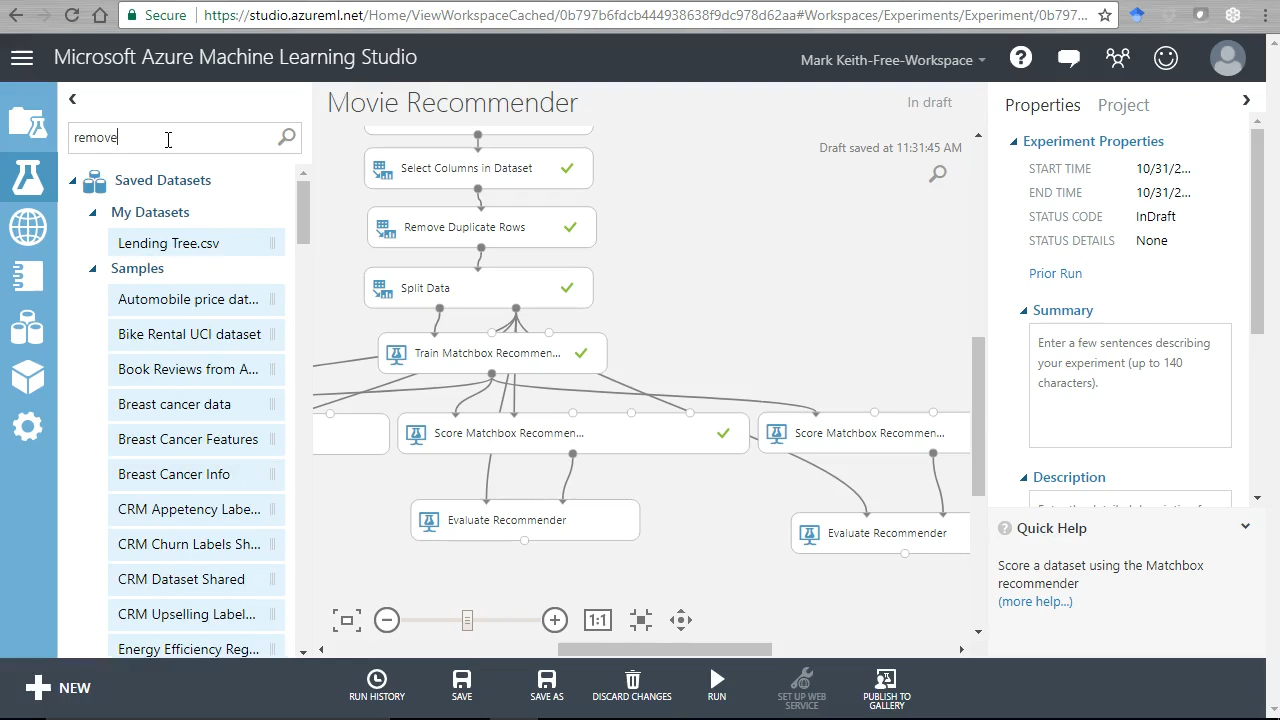 Secure
https://studio.azureml.net/Home/ViewWorkspaceCached/0b797b6fdcb444938638f9dc978d62aa#Workspaces/Experiments/Experiment/0b797...
Microsoft Azure Machine Learning Studio
Mark Keith-Free-Workspace
remove
Saved Datasets
My Datasets
Lending Tree.csv
Samples
Automobile price dat...
Bike Rental UCI dataset
Book Reviews from A...
Breast cancer data
Breast Cancer Features
Breast Cancer Info
CRM Appetency Labe...
CRM Churn Labels Sh...
CRM Dataset Shared
CRM Upselling Label...
Energy Efficiency Reg...
Movie Recommender
In draft
Draft saved at 11:31:45 AM
Select Columns in Dataset
Remove Duplicate Rows
Split Data
Train Matchbox Recommen...
Score Matchbox Recommen...
Score Matchbox Recommen...
Evaluate Recommender
Evaluate Recommender
1:1
Properties
Project
Experiment Properties
START TIME 10/31/2...
END TIME 10/31/2...
STATUS CODE InDraft
STATUS DETAILS None
Prior Run
Summary
Enter a few sentences describing
your experiment (up to 140
characters).
Description
Quick Help
Score a dataset using the Matchbox
recommender
(more help...)
NEW
RUN HISTORY
SAVE
SAVE AS
DISCARD CHANGES
RUN
SET UP WEB
SERVICE
PUBLISH TO
GALLERY